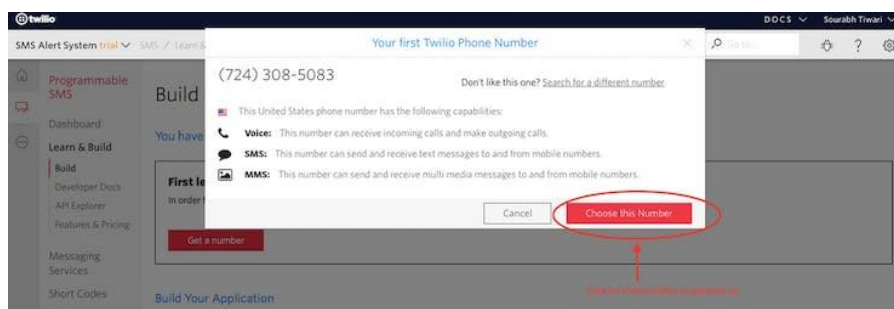 twilio
DOCS
Sourabh Tiwari
SMS Alert System trial
SMS / Learn &
Go to...
Your first Twilio Phone Number
(724) 308-5083
Don't like this one? Search for a different number
This United States phone number has the following capabilities:
Voice: This number can receive incoming calls and make outgoing calls.
SMS: This number can send and receive text messages to and from mobile numbers.
MMS: This number can send and receive multi media messages to and from mobile numbers.
Cancel
Choose this Number
Programmable
SMS
Dashboard
Learn & Build
Build
Developer Docs
API Explorer
Features & Pricing
Messaging
Services
Short Codes
Build
You have
First le
In order t
Get a number
Build Your Application